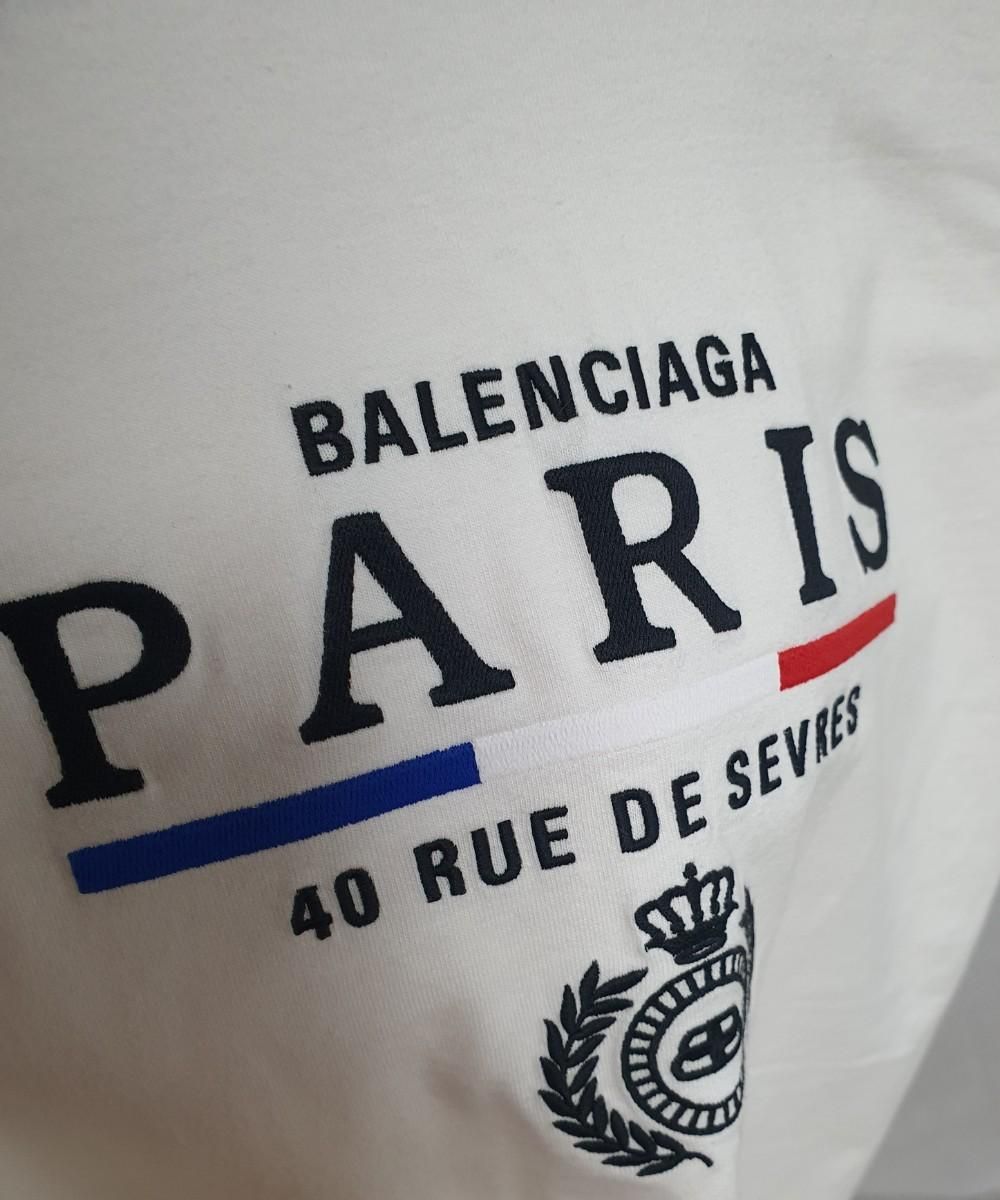 BALENCIAGA
PARIS
40 RUE DE SEVRES